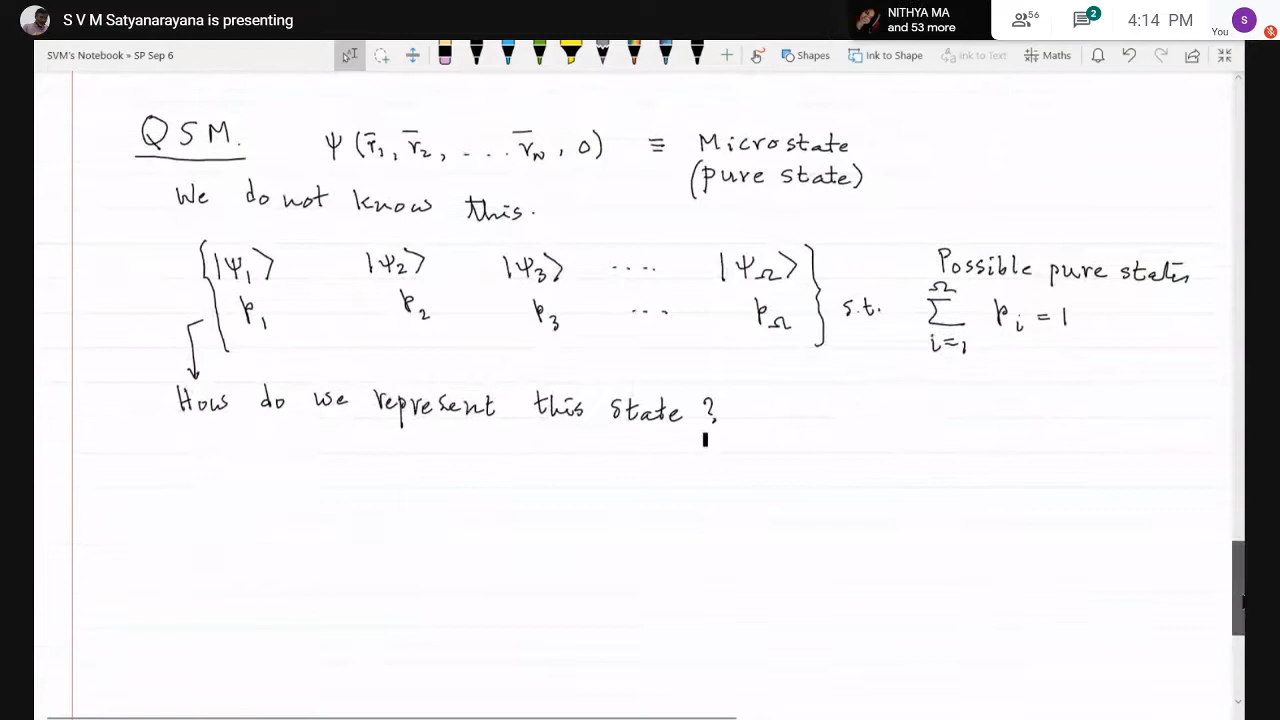 S V M Satyanarayana is presenting
NITHYA MA
and 53 more
56
2
4:14 PM
S
You
SVM's Notebook » SP Sep 6
Shapes
Ink to Shape
Ink to Text
Maths
QSM. Ψ(r̄₁, r̄₂, ... r̄_N, 0) ≡ Microstate
(pure state)
We do not know this.
{|Ψ₁⟩ |Ψ₂⟩ |Ψ₃⟩ .... |Ψ_Ω⟩} Possible pure states
p₁ p₂ p₃ ... p_Ω s.t. ∑_{i=1}^{Ω} p_i = 1
How do we represent this state ?